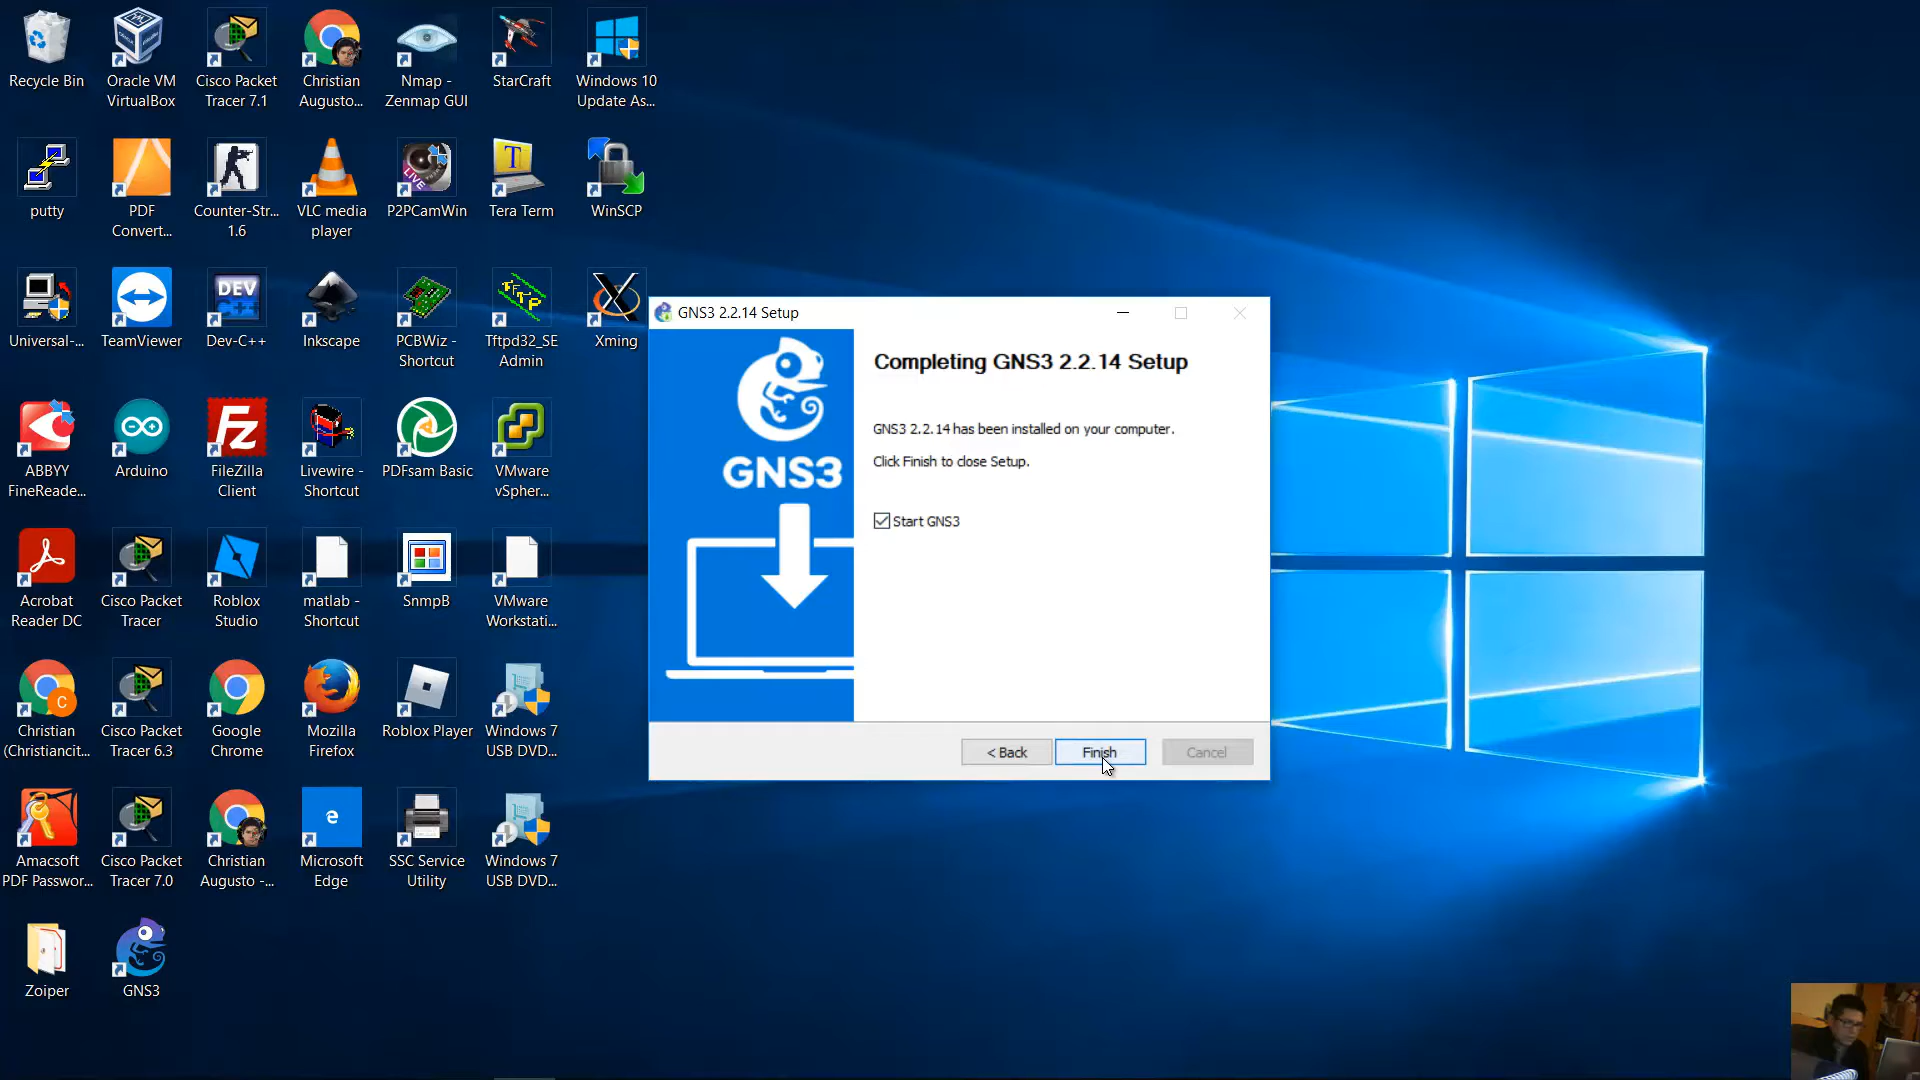 Recycle Bin
Oracle VM
VirtualBox
Cisco Packet
Tracer 7.1
Christian
Augusto...
Nmap -
Zenmap GUI
StarCraft
Windows 10
Update As...
putty
PDF
Convert...
Counter-Str...
1.6
VLC media
player
LIVE
P2PCamWin
T
Tera Term
WinSCP
Universal-...
TeamViewer
DEV
C++
Dev-C++
Inkscape
PCBWiz -
Shortcut
TFTP
Tftpd32_SE
Admin
X
Xming
ABBYY
FineReade...
Arduino
Fz
FileZilla
Client
Livewire -
Shortcut
PDFsam Basic
VMware
vSpher...
Acrobat
Reader DC
Cisco Packet
Tracer
Roblox
Studio
matlab -
Shortcut
SnmpB
VMware
Workstati...
C
Christian
(Christiancit...
Cisco Packet
Tracer 6.3
Google
Chrome
Mozilla
Firefox
Roblox Player
Windows 7
USB DVD...
Amacsoft
PDF Passwor...
Cisco Packet
Tracer 7.0
Christian
Augusto -...
e
Microsoft
Edge
SSC Service
Utility
Windows 7
USB DVD...
Zoiper
GNS3
GNS3 2.2.14 Setup
GNS3
Completing GNS3 2.2.14 Setup
GNS3 2.2.14 has been installed on your computer.
Click Finish to close Setup.
Start GNS3
< Back
Finish
Cancel